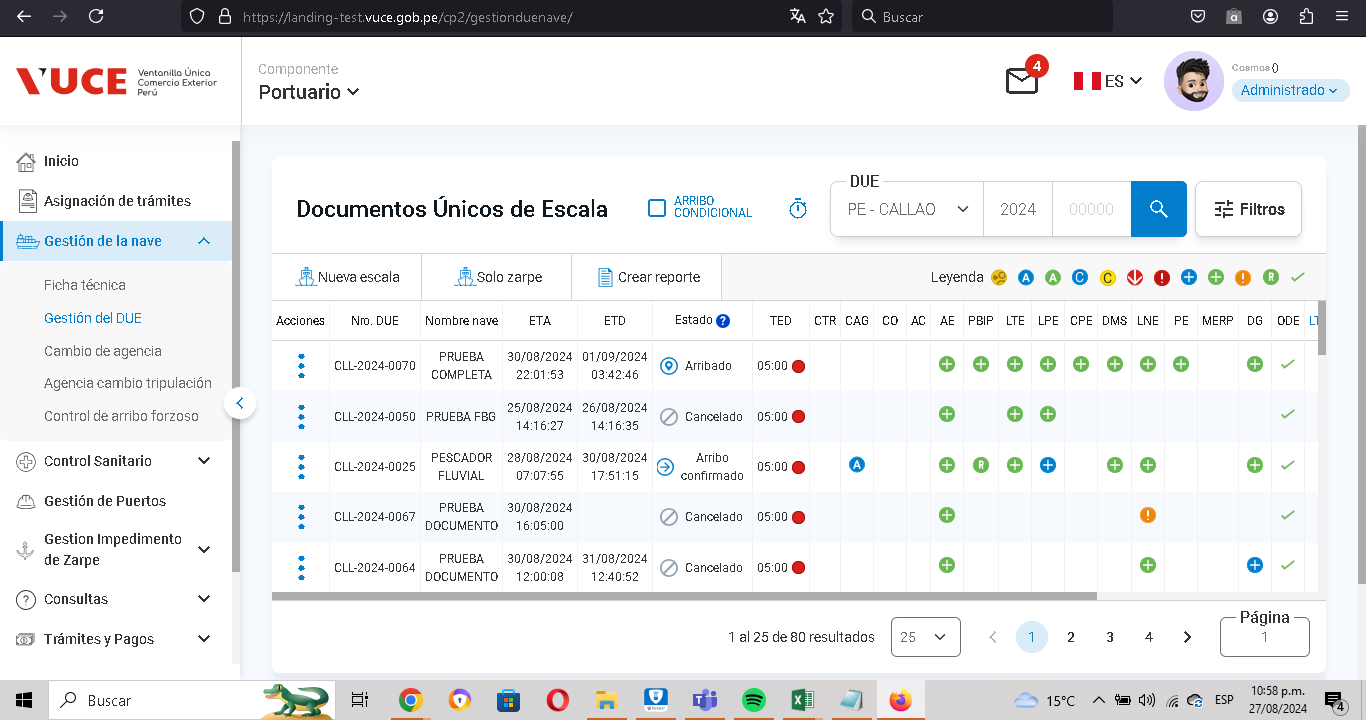 https://landing-test.vuce.gob.pe/cp2/gestionduenave/
Buscar
VUCE
Ventanilla Única
Comercio Exterior
Perú
Componente
Portuario
4
ES
Cosmos ()
Administrado
Inicio
Asignación de trámites
Gestión de la nave
Ficha técnica
Gestión del DUE
Cambio de agencia
Agencia cambio tripulación
Control de arribo forzoso
Control Sanitario
Gestión de Puertos
Gestion Impedimento
de Zarpe
Consultas
Trámites y Pagos
Documentos Únicos de Escala
ARRIBO
CONDICIONAL
DUE
PE - CALLAO 2024 00000
Filtros
Nueva escala Solo zarpe Crear reporte
Leyenda A A C C ! + + ! R
Acciones Nro. DUE Nombre nave ETA ETD Estado ? TED CTR CAG CO AC AE PBIP LTE LPE CPE DMS LNE PE MERP DG ODE LT
CLL-2024-0070 PRUEBA COMPLETA 30/08/2024 22:01:53 01/09/2024 03:42:46 Arribado 05:00
CLL-2024-0050 PRUEBA FBG 25/08/2024 14:16:27 26/08/2024 14:16:35 Cancelado 05:00
CLL-2024-0025 PESCADOR FLUVIAL 28/08/2024 07:07:55 30/08/2024 17:51:15 Arribo confirmado 05:00 A R
CLL-2024-0067 PRUEBA DOCUMENTO 30/08/2024 16:05:00 Cancelado 05:00 !
CLL-2024-0064 PRUEBA DOCUMENTO 30/08/2024 12:00:08 31/08/2024 12:40:52 Cancelado 05:00
1 al 25 de 80 resultados 25 1 2 3 4
Página
1
Buscar
15°C
ESP
10:58 p.m.
27/08/2024
4